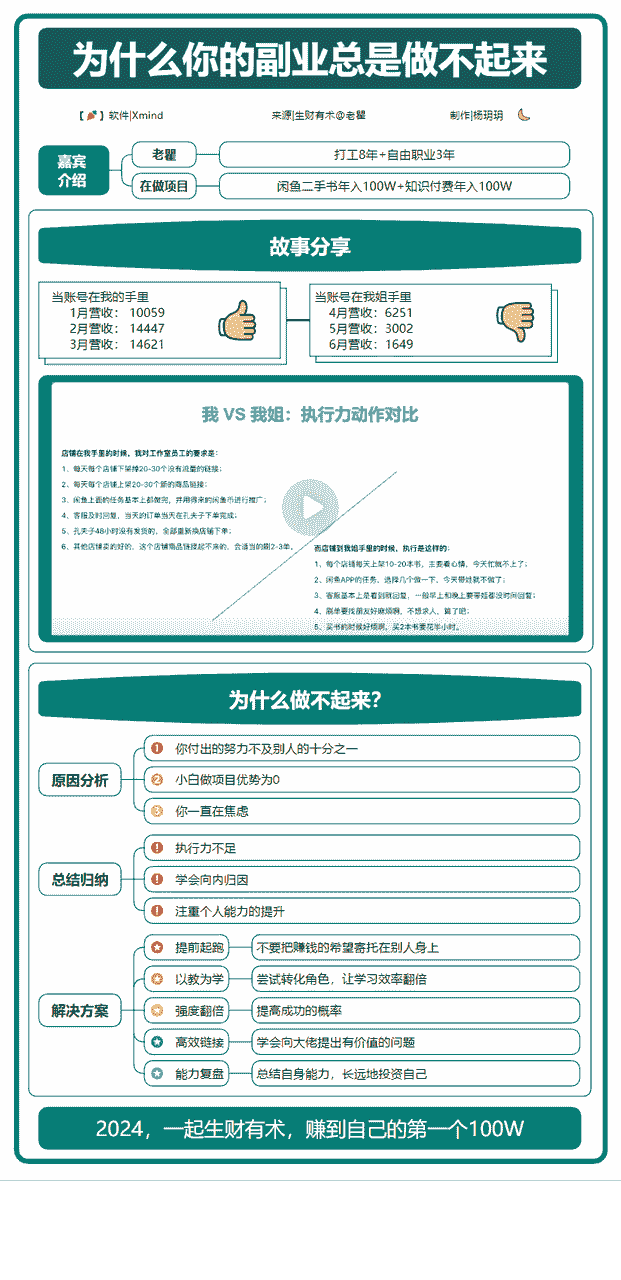 为什么你的副业总是做不起来
【🥕】软件|Xmind
来源|生财有术@老瞿
制作|杨玥玥
嘉宾介绍
老瞿
打工8年+自由职业3年
在做项目
闲鱼二手书年入100W+知识付费年入100W
故事分享
当账号在我的手里
1月营收： 10059
2月营收： 14447
3月营收： 14621
当账号在我姐手里
4月营收：6251
5月营收：3002
6月营收：1649
我 VS 我姐：执行力动作对比
店铺在我手里的时候，我对工作室员工的要求是：
1、每天每个店铺下架掉20-30个没有流量的链接；
2、每天每个店铺上架20-30个新的商品链接；
3、闲鱼上面的任务基本上都做完，并用得来的闲鱼币进行推广；
4、客服及时回复，当天的订单当天在孔夫子下单完成；
5、孔夫子48小时没有发货的，全部重新换店铺下单；
6、其他店铺卖的好的，这个店铺商品链接起不来的，会适当的刷2-3单。
而店铺到我姐手里的时候，执行是这样的：
1、每个店铺每天上架10-20本书，主要看心情，今天忙就不上了；
2、闲鱼APP的任务，选择几个做一下，今天带娃就不做了；
3、客服基本上是看到就回复，一般早上和晚上要带娃都没时间回复；
4、刷单要找朋友好麻烦啊，不想求人，算了吧；
5、买书的时候好烦啊，买2本书要花半小时。
为什么做不起来？
原因分析
1 你付出的努力不及别人的十分之一
2 小白做项目优势为0
3 你一直在焦虑
总结归纳
执行力不足
学会向内归因
注重个人能力的提升
解决方案
提前起跑
不要把赚钱的希望寄托在别人身上
以教为学
尝试转化角色，让学习效率翻倍
强度翻倍
提高成功的概率
高效链接
学会向大佬提出有价值的问题
能力复盘
总结自身能力，长远地投资自己
2024，一起生财有术，赚到自己的第一个100W